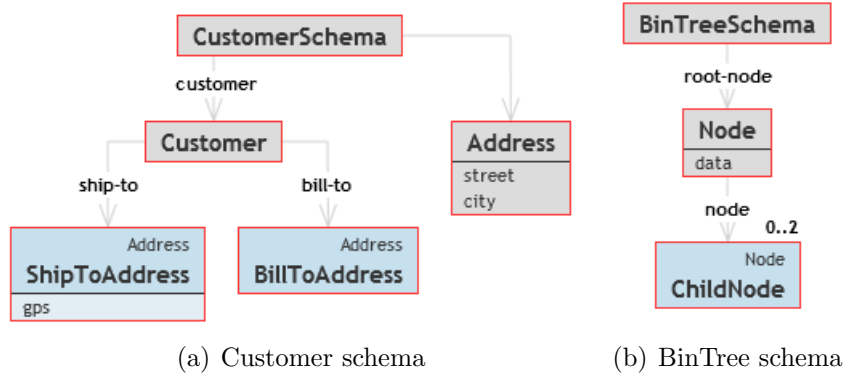 CustomerSchema
customer
Customer
ship-to
bill-to
Address
ShipToAddress
gps
Address
BillToAddress
Address
street
city
(a) Customer schema
BinTreeSchema
root-node
Node
data
node
0..2
Node
ChildNode
(b) BinTree schema